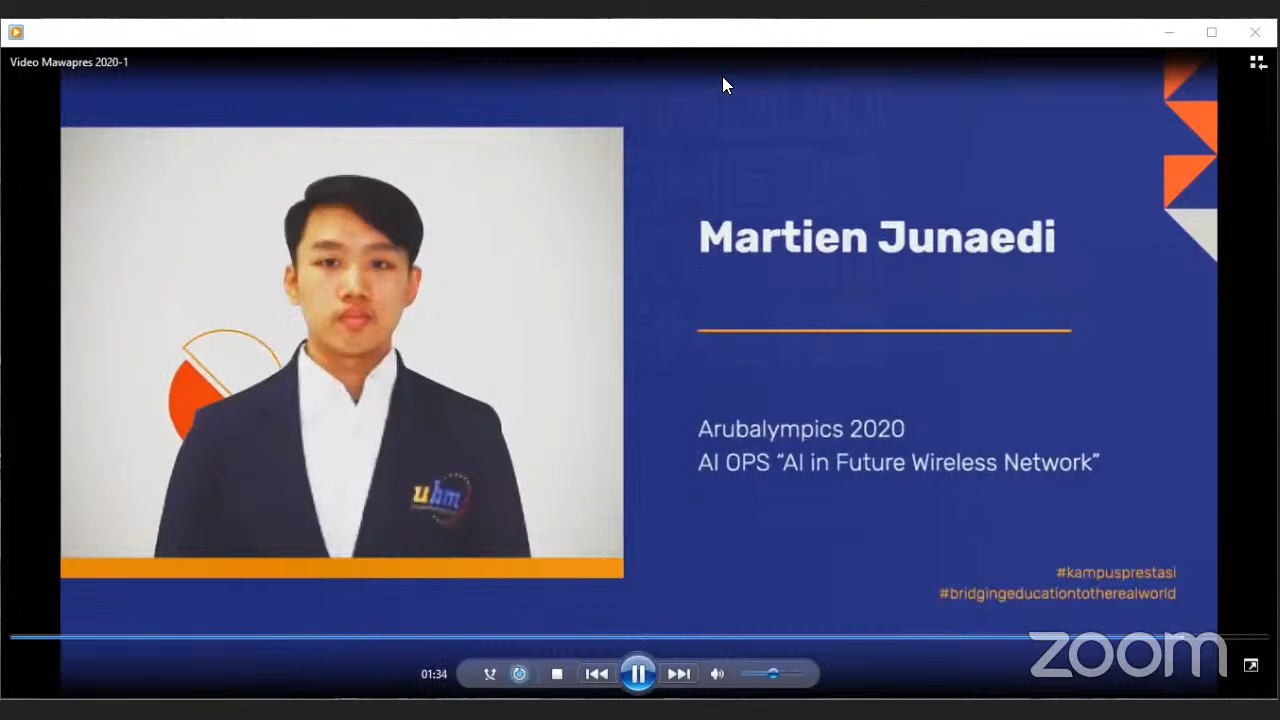 Video Mawapres 2020-1
Martien Junaedi
Arubalympics 2020
AI OPS “AI in Future Wireless Network”
uhm
#kampusprestasi
#bridgingeducationtotherealworld
01:34
zoom